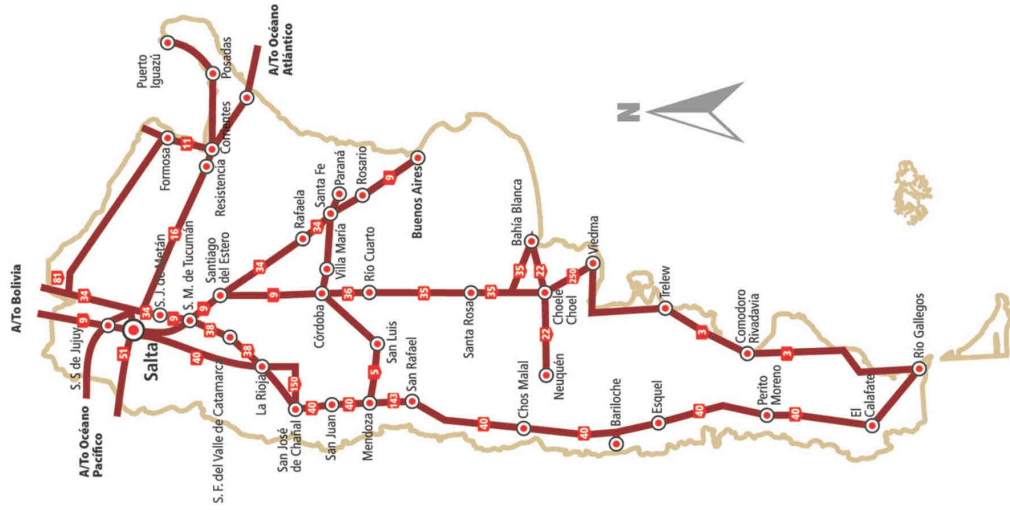 A/To Bolivia
A/To Océano
Pacífico
A/To Océano
Atlántico
Puerto
Iguazú
Posadas
Corrientes
Formosa
Resistencia
11
81
34
9
16
51
34
9
S. S de Jujuy
Salta
S. J. de Metán
S. M. de Tucumán
9
38
38
40
Santiago
del Estero
S. F. del Valle de Catamarca
La Rioja
150
34
9
Rafaela
34
Santa Fe
Paraná
Rosario
9
Buenos Aires
Villa María
Córdoba
36
Río Cuarto
San José
de Chañal
40
San Juan
40
Mendoza
5
San Luis
143
San Rafael
35
Santa Rosa
35
35
Bahía Blanca
22
Choele
Choel
250
Viedma
22
Neuquén
40
Chos Malal
40
Bariloche
Esquel
40
Perito
Moreno
40
El
Calafate
Trelew
3
Comodoro
Rivadavia
3
Río Gallegos
N